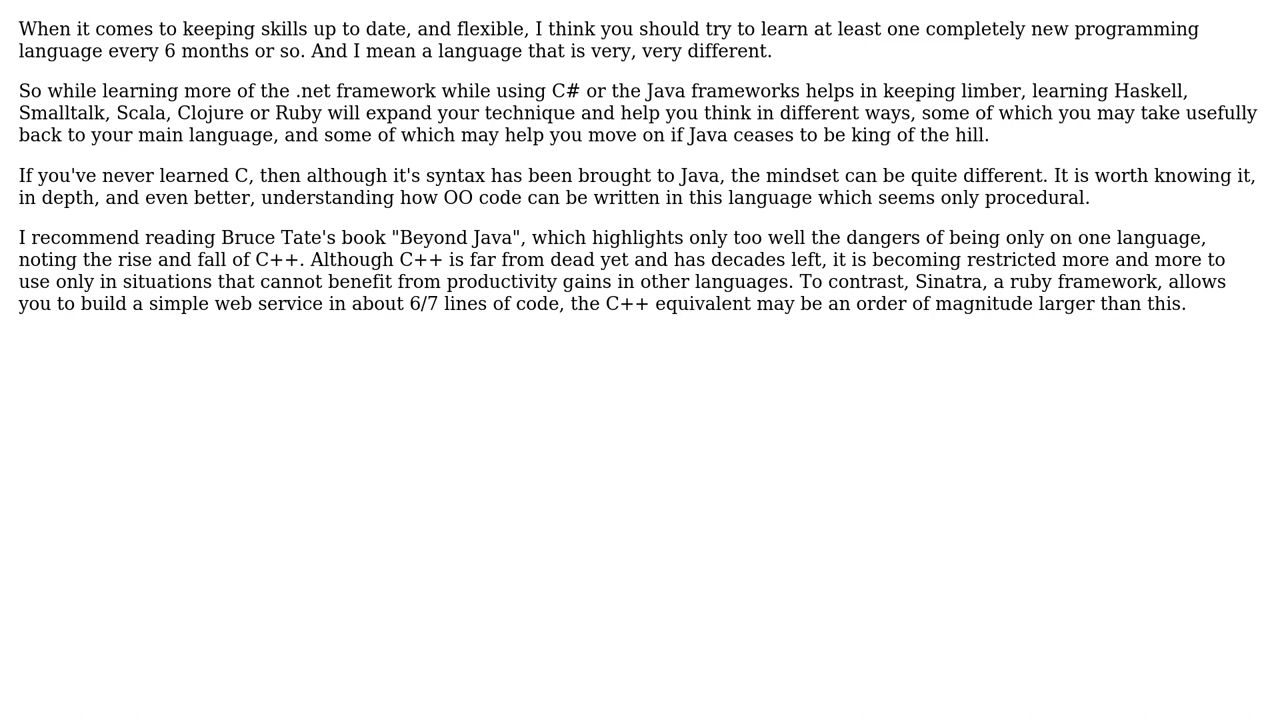 When it comes to keeping skills up to date, and flexible, I think you should try to learn at least one completely new programming
language every 6 months or so. And I mean a language that is very, very different.
So while learning more of the .net framework while using C# or the Java frameworks helps in keeping limber, learning Haskell,
Smalltalk, Scala, Clojure or Ruby will expand your technique and help you think in different ways, some of which you may take usefully
back to your main language, and some of which may help you move on if Java ceases to be king of the hill.
If you've never learned C, then although it's syntax has been brought to Java, the mindset can be quite different. It is worth knowing it,
in depth, and even better, understanding how OO code can be written in this language which seems only procedural.
I recommend reading Bruce Tate's book "Beyond Java", which highlights only too well the dangers of being only on one language,
noting the rise and fall of C++. Although C++ is far from dead yet and has decades left, it is becoming restricted more and more to
use only in situations that cannot benefit from productivity gains in other languages. To contrast, Sinatra, a ruby framework, allows
you to build a simple web service in about 6/7 lines of code, the C++ equivalent may be an order of magnitude larger than this.